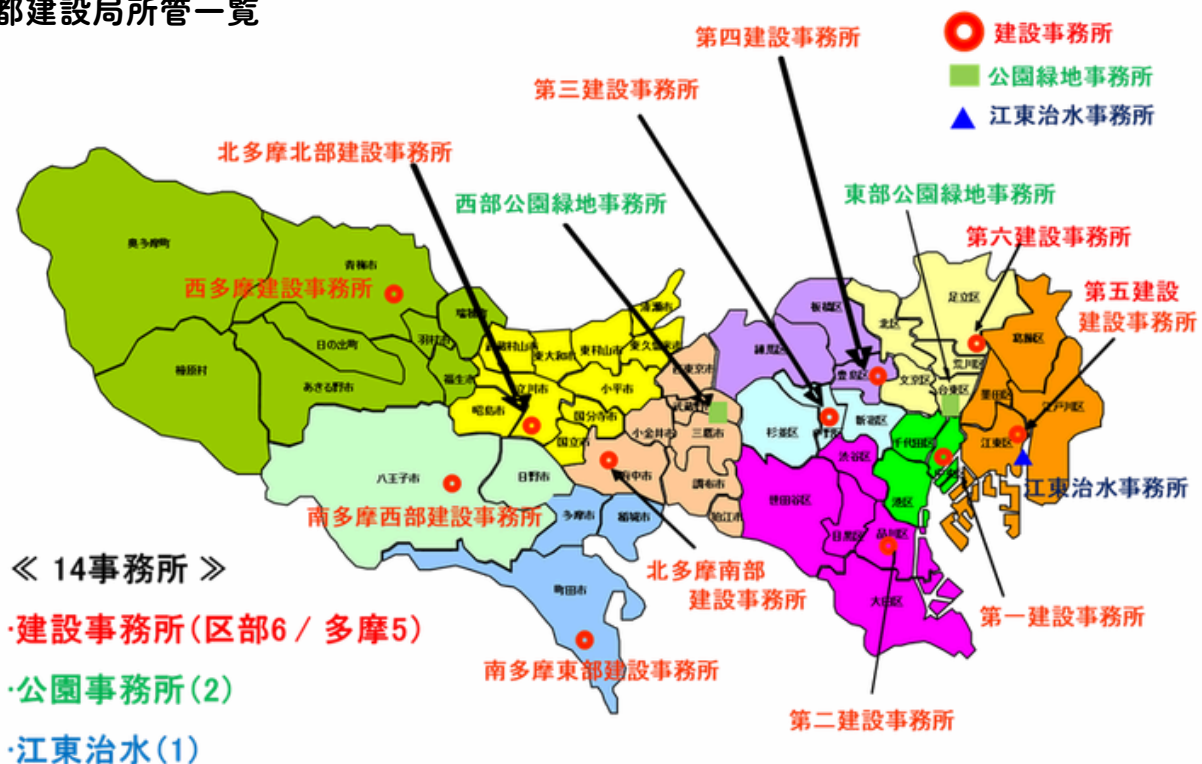 都建設局所管一覧
第四建設事務所
建設事務所
第三建設事務所
公園緑地事務所
江東治水事務所
北多摩北部建設事務所
西部公園緑地事務所
東部公園緑地事務所
第六建設事務所
第五建設
建設事務所
西多摩建設事務所
奥多摩町
青梅市
瑞穂町
清瀬市
武蔵村山市
東大和市
東村山市
東久留米市
西東京市
練馬区
板橋区
北区
足立区
葛飾区
荒川区
豊島区
文京区
台東区
墨田区
江戸川区
檜原村
日の出町
羽村市
あきる野市
福生市
昭島市
立川市
小平市
国分寺市
国立市
小金井市
三鷹市
杉並区
新宿区
千代田区
江東区
渋谷区
港区
八王子市
日野市
府中市
調布市
狛江市
世田谷区
目黒区
品川区
大田区
多摩市
稲城市
町田市
江東治水事務所
南多摩西部建設事務所
北多摩南部
建設事務所
第一建設事務所
南多摩東部建設事務所
第二建設事務所
≪ 14事務所 ≫
·建設事務所(区部6 / 多摩5)
·公園事務所(2)
·江東治水(1)